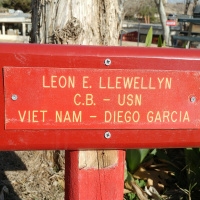 LEON E. LLEWELLYN
C.B. - USN
VIET NAM - DIEGO GARCIA